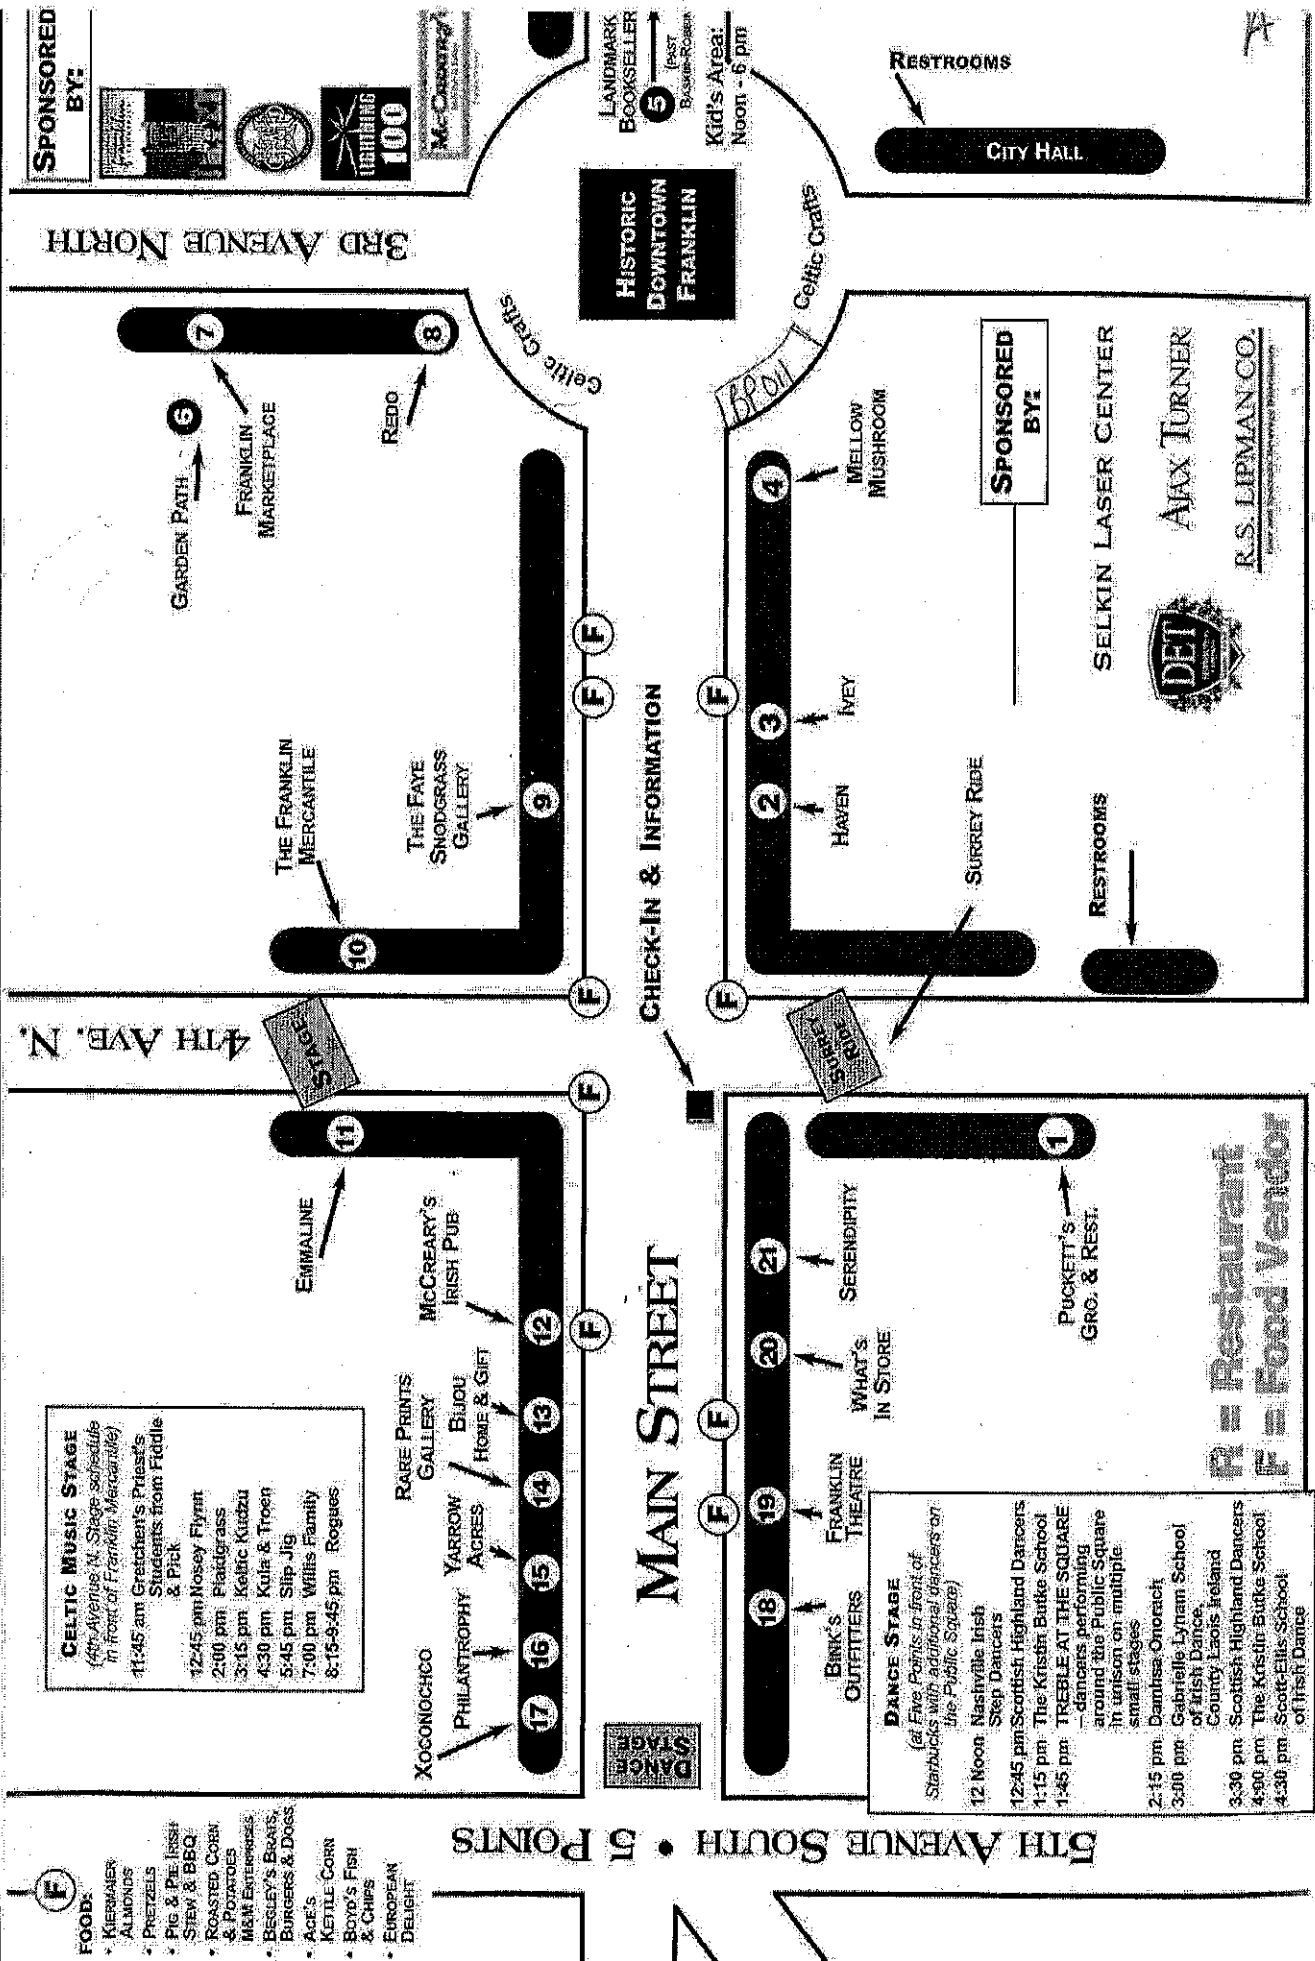 FOOD:
F
* KIERMAIER ALMONDS
* PRETZELS
* PIG & PIE IRISH
STEW & BBQ
* ROASTED CORN
& POTATOES
M&M ENTERPRISES
* BEGLEY'S BRATS,
BURGERS & DOGS
* ACE'S
KETTLE CORN
* BOYD'S FISH
& CHIPS
* EUROPEAN
DELIGHT
CELTIC MUSIC STAGE
(4th Avenue N. Stage schedule
in front of Franklin Mercantile)
11:45 am Gretchen's Priest's
Students from Fiddle
& Pick
12:45 pm Nosey Flynn
2:00 pm Plaidgrass
3:15 pm Keltic Kudzu
4:30 pm Kula & Troen
5:45 pm Slip Jig
7:00 pm Willis Family
8:15-9:45 pm Rogues
4TH AVE. N.
STAGE
3RD AVENUE NORTH
SPONSORED
BY:
LIGHTNING
100
McCreary's
GARDEN PATH
6
FRANKLIN
MARKETPLACE
7
REDO
8
THE FRANKLIN
MERCANTILE
10
THE FAYE
SNODGRASS
GALLERY
9
EMMALINE
11
MCCREARY'S
IRISH PUB
12
BIJOU
HOME & GIFT
13
RARE PRINTS
GALLERY
14
YARROW
ACRES
15
PHILANTROPHY
16
XOCONOCHCO
17
F
F
F
F
F
Celtic Crafts
5TH AVENUE SOUTH • 5 POINTS
DANCE
STAGE
MAIN STREET
CHECK-IN & INFORMATION
HISTORIC
DOWNTOWN
FRANKLIN
LANDMARK
BOOKSELLER
5
(PAST
BASKIN-ROBBIN
Kid's Area:
Noon - 6 pm
Celtic Crafts
F
F
F
F
18
BINK'S
OUTFITTERS
19
FRANKLIN
THEATRE
20
WHAT'S
IN STORE
21
SERENDIPITY
1
PUCKETT'S
GRO. & REST.
SURREY
RIDE
SURREY RIDE
2
HAVEN
3
IVEY
4
MELLOW
MUSHROOM
RESTROOMS
CITY HALL
RESTROOMS
SPONSORED
BY:
SELKIN LASER CENTER
DET
AJAX TURNER
R.S. LIPMAN CO.
R = Restaurant
F = Food Vendor
DANCE STAGE
(at Five Points in front of
Starbucks with additional dancers on
the Public Square)
12 Noon Nashville Irish
Step Dancers
12:45 pm Scottish Highland Dancers
1:15 pm The Kristin Butke School
1:45 pm TREBLE AT THE SQUARE
– dancers performing
around the Public Square
in unison on multiple
small stages
2:15 pm Damhsa Onorach
3:00 pm Gabrielle Lynam School
of Irish Dance,
County Laois Ireland
3:30 pm Scottish Highland Dancers
4:00 pm The Kristin Butke School
4:30 pm Scott-Ellis School
of Irish Dance